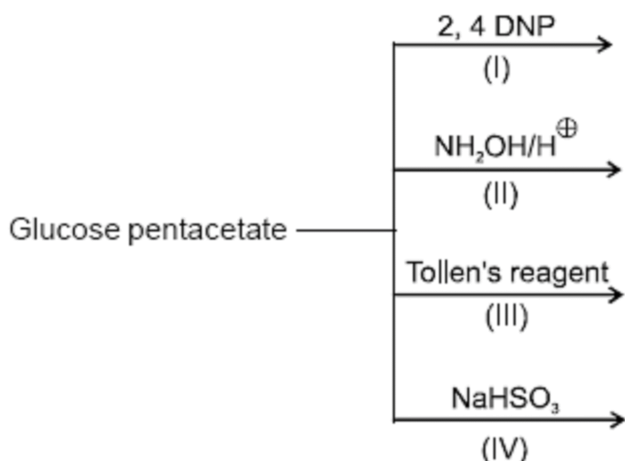 2, 4 DNP
(I)
NH₂OH/H⊕
(II)
Glucose pentacetate
Tollen's reagent
(III)
NaHSO₃
(IV)